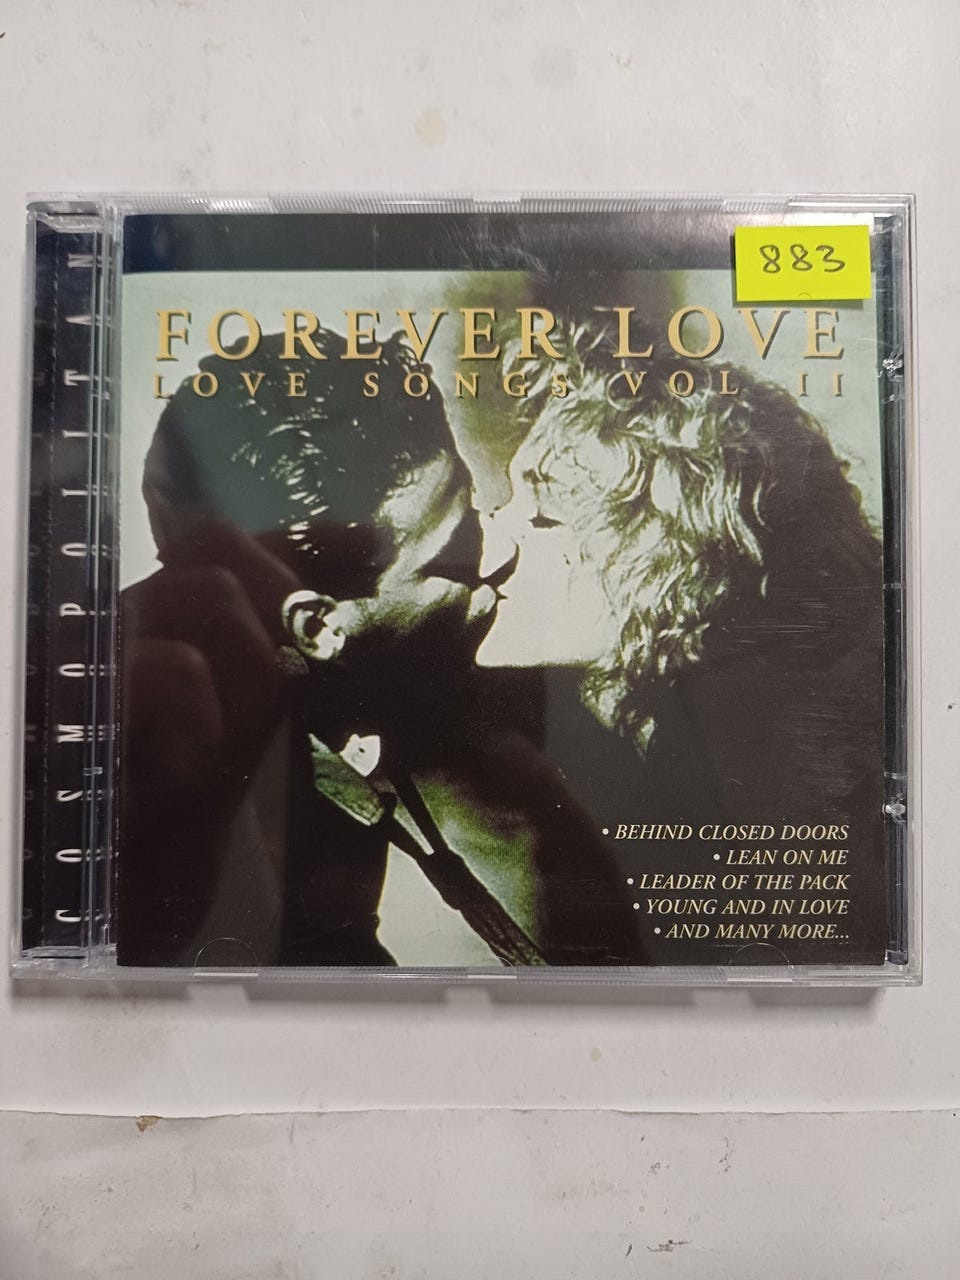 883
FOREVER LOVE
LOVE SONGS VOL II
COSMOPOLITAN
• BEHIND CLOSED DOORS
• LEAN ON ME
• LEADER OF THE PACK
• YOUNG AND IN LOVE
• AND MANY MORE...